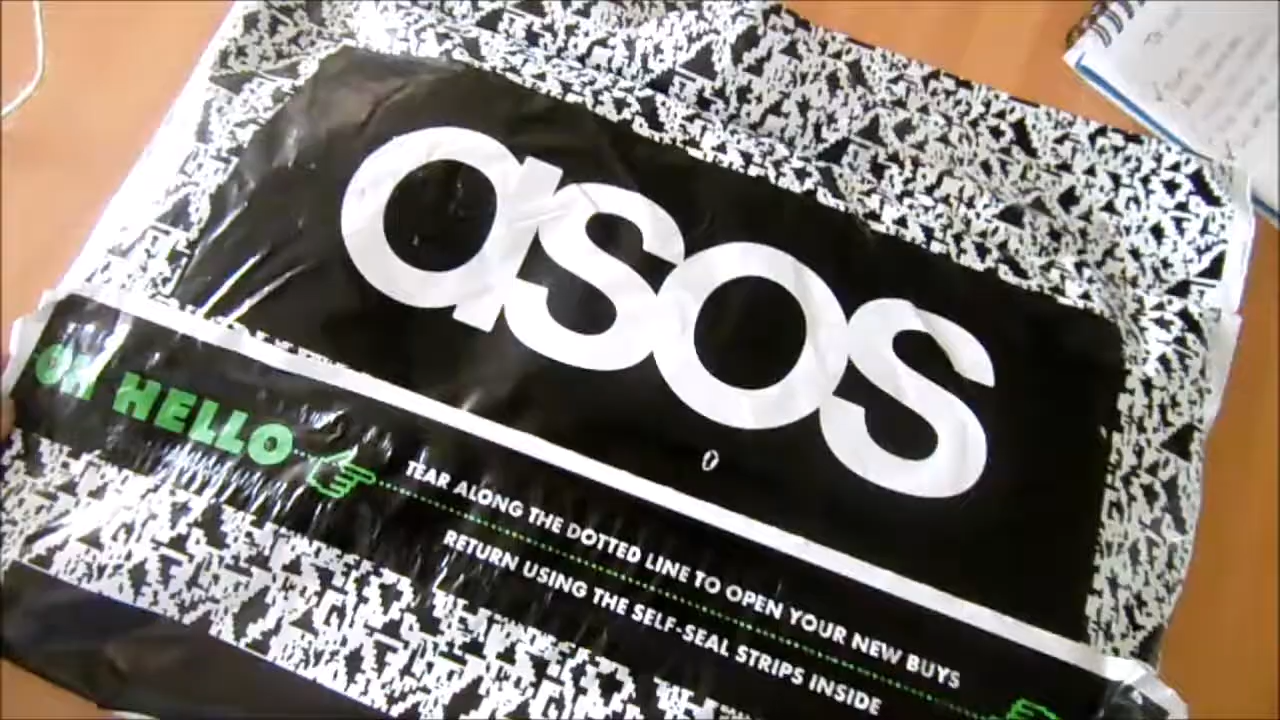 asos
OH HELLO
TEAR ALONG THE DOTTED LINE TO OPEN YOUR NEW BUYS
RETURN USING THE SELF-SEAL STRIPS INSIDE